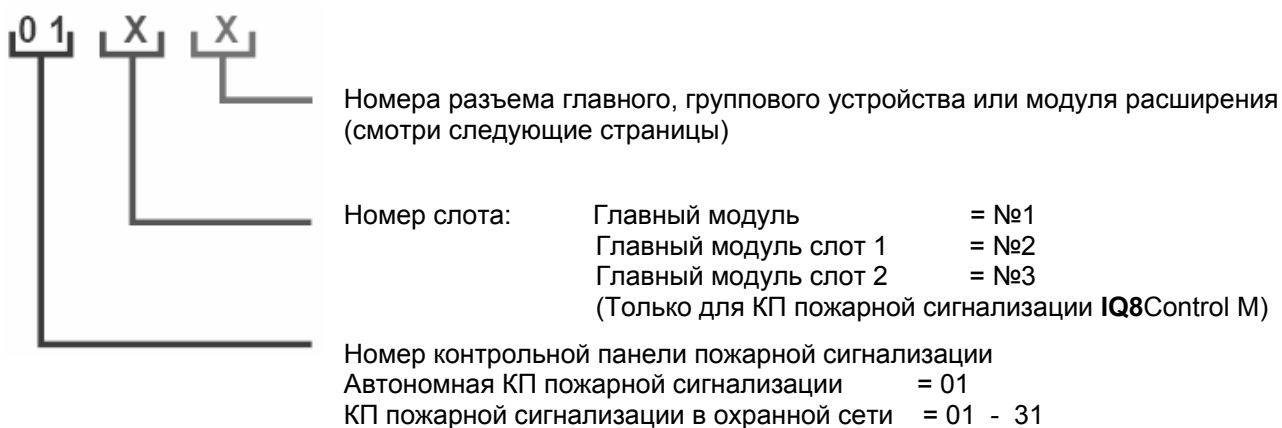 01 X X
Номера разъема главного, группового устройства или модуля расширения
(смотри следующие страницы)
Номер слота: Главный модуль = №1
Главный модуль слот 1 = №2
Главный модуль слот 2 = №3
(Только для КП пожарной сигнализации IQ8Control M)
Номер контрольной панели пожарной сигнализации
Автономная КП пожарной сигнализации = 01
КП пожарной сигнализации в охранной сети = 01 - 31